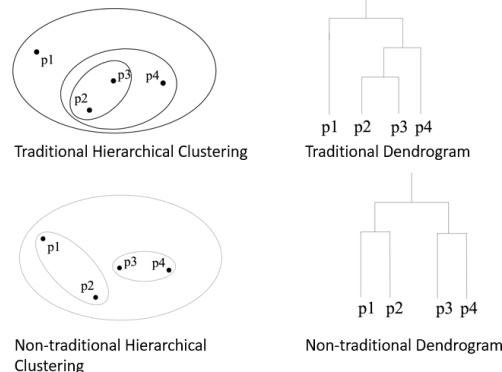 p1
p3
p4
p2
p1 p2 p3 p4
Traditional Hierarchical Clustering
Traditional Dendrogram
p1
p3 p4
p2
p1 p2 p3 p4
Non-traditional Hierarchical
Clustering
Non-traditional Dendrogram